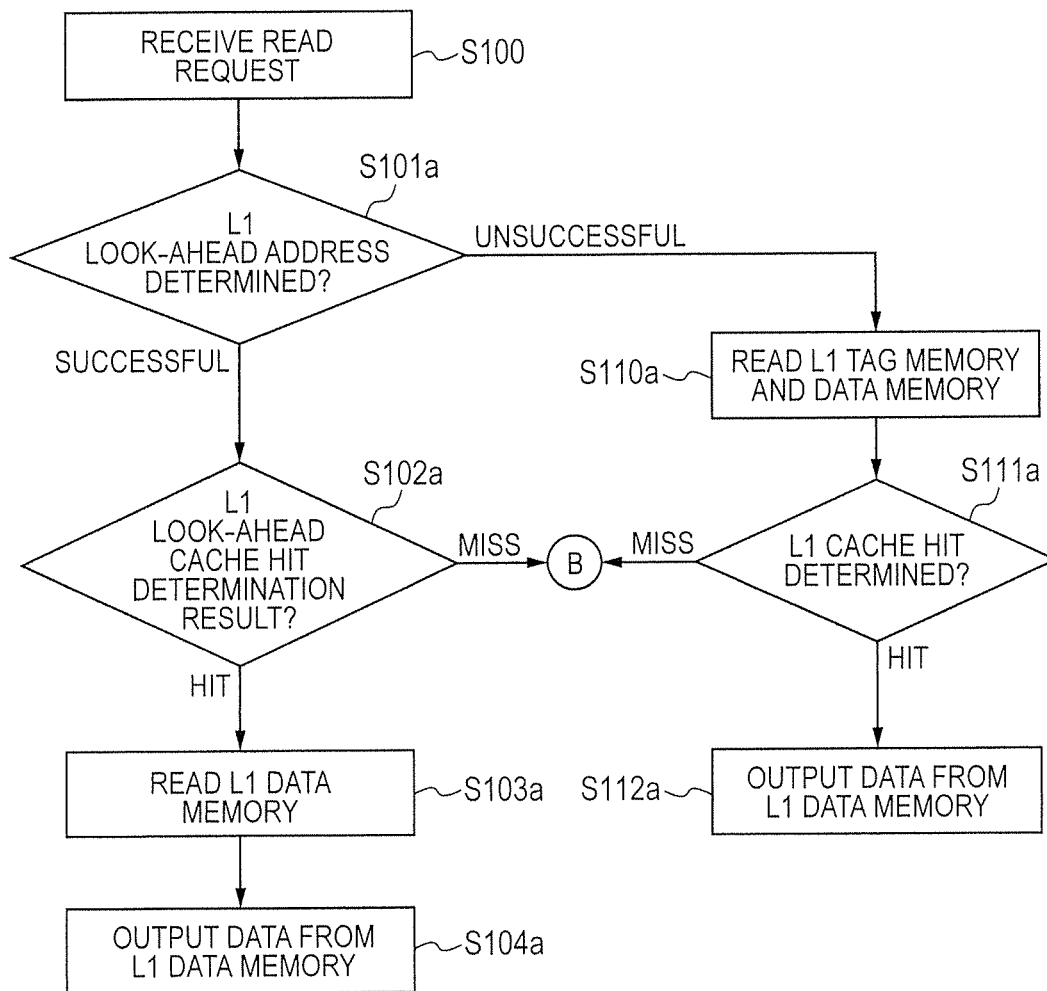 RECEIVE READ
REQUEST
S100
S101a
L1
LOOK-AHEAD ADDRESS
DETERMINED?
UNSUCCESSFUL
SUCCESSFUL
S110a
READ L1 TAG MEMORY
AND DATA MEMORY
S102a
L1
LOOK-AHEAD
CACHE HIT
DETERMINATION
RESULT?
MISS
B
MISS
S111a
L1 CACHE HIT
DETERMINED?
HIT
HIT
READ L1 DATA
MEMORY
S103a
S112a
OUTPUT DATA FROM
L1 DATA MEMORY
OUTPUT DATA FROM
L1 DATA MEMORY
S104a